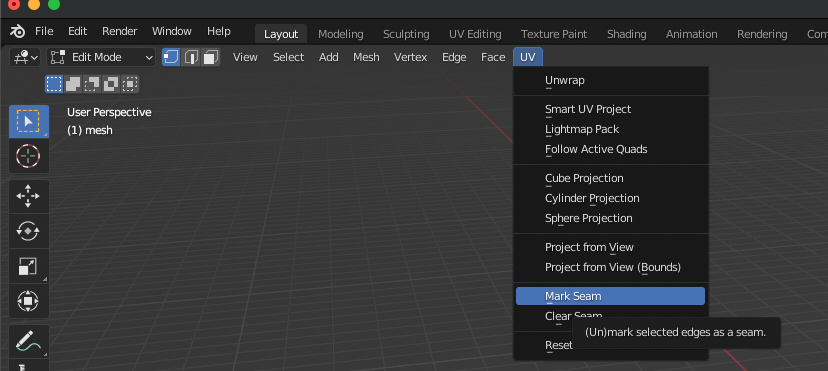 File Edit Render Window Help Layout Modeling Sculpting UV Editing Texture Paint Shading Animation Rendering
Edit Mode View Select Add Mesh Vertex Edge Face UV
User Perspective
(1) mesh
Unwrap
Smart UV Project
Lightmap Pack
Follow Active Quads
Cube Projection
Cylinder Projection
Sphere Projection
Project from View
Project from View (Bounds)
Mark Seam
Clear Seam
(Un)mark selected edges as a seam.
Reset